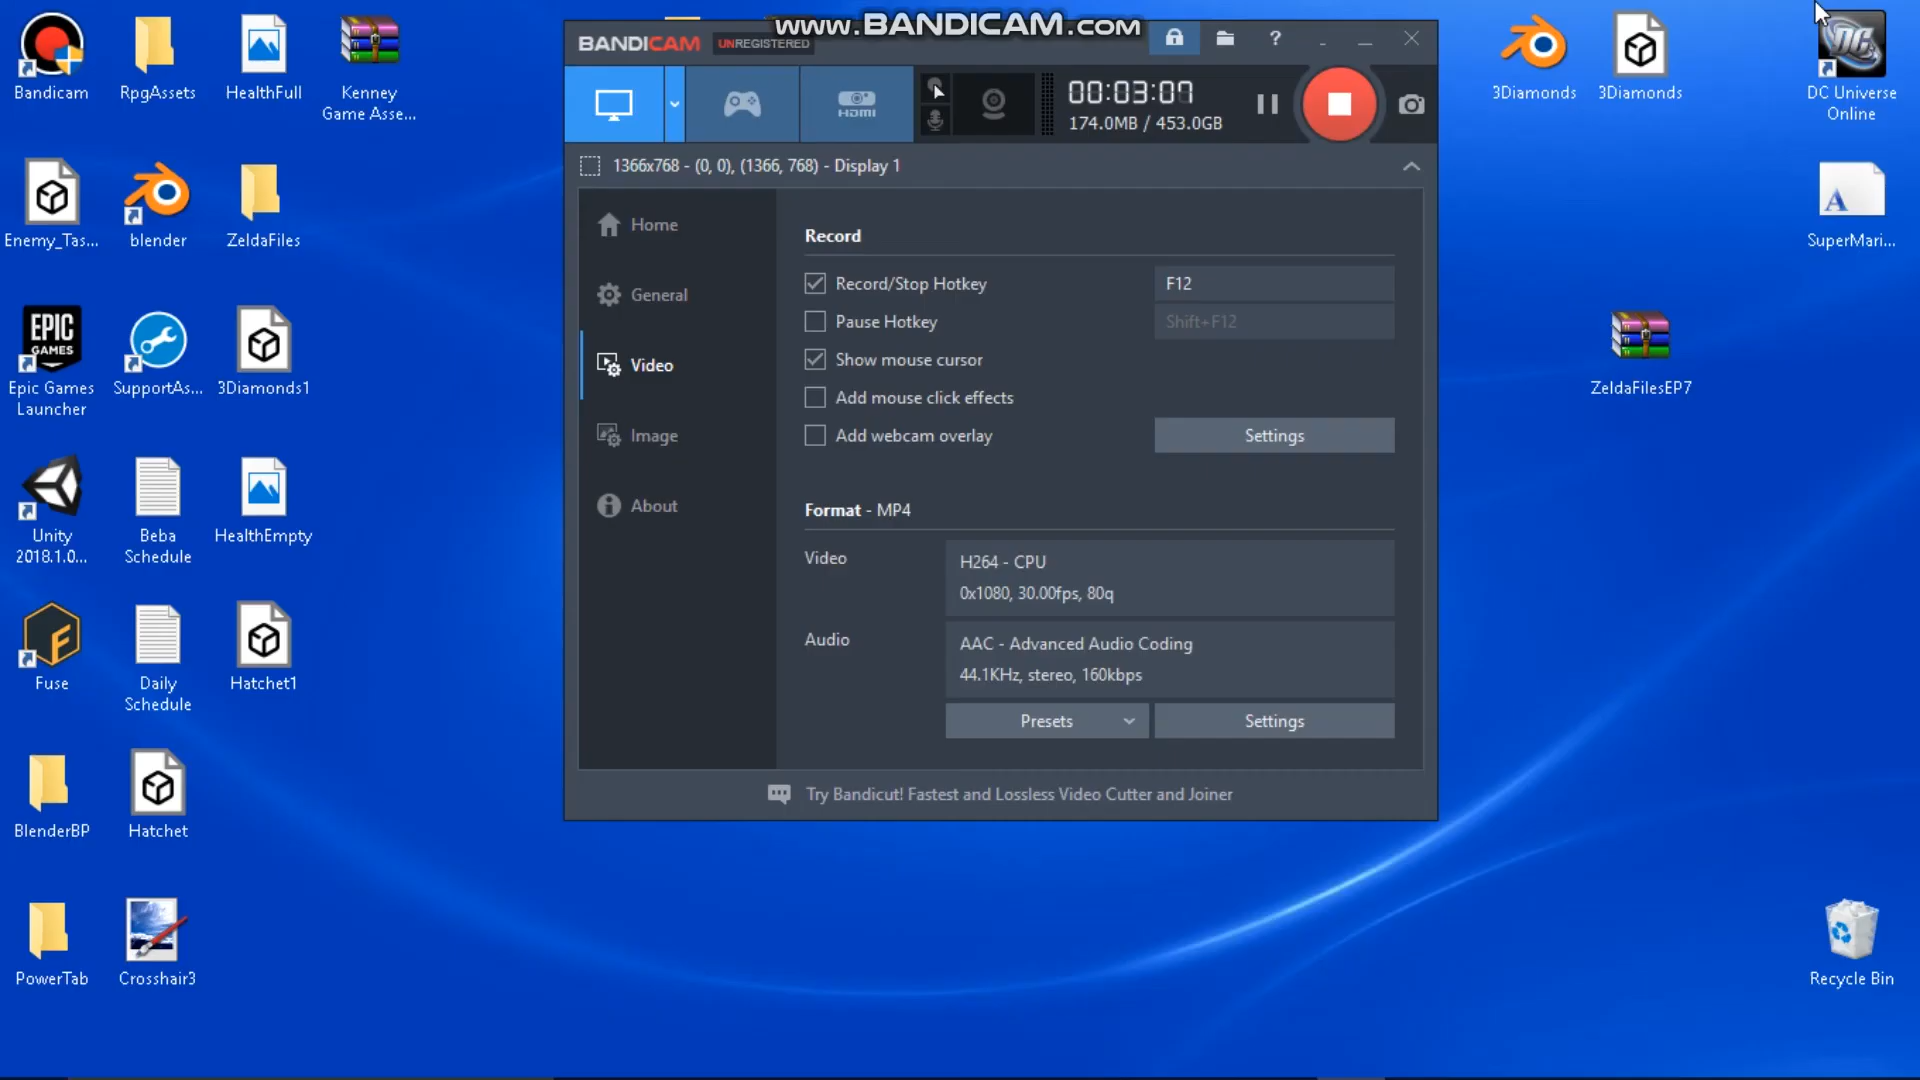 www.BANDICAM.com
BANDICAM UNREGISTERED
?
HDMI
00:03:07
174.0MB / 453.0GB
1366x768 - (0, 0), (1366, 768) - Display 1
Home
General
Video
Image
About
Record
Record/Stop Hotkey
F12
Pause Hotkey
Shift+F12
Show mouse cursor
Add mouse click effects
Add webcam overlay
Settings
Format - MP4
Video
H264 - CPU
0x1080, 30.00fps, 80q
Audio
AAC - Advanced Audio Coding
44.1KHz, stereo, 160kbps
Presets
Settings
Try Bandicut! Fastest and Lossless Video Cutter and Joiner
Bandicam
RpgAssets
HealthFull
Kenney
Game Asse...
Enemy_Tas...
blender
ZeldaFiles
EPIC
GAMES
Epic Games
Launcher
SupportAs...
3Diamonds1
Unity
2018.1.0...
Beba
Schedule
HealthEmpty
F
Fuse
Daily
Schedule
Hatchet1
BlenderBP
Hatchet
PowerTab
Crosshair3
3Diamonds
3Diamonds
DC
DC Universe
Online
A
SuperMari...
ZeldaFilesEP7
Recycle Bin